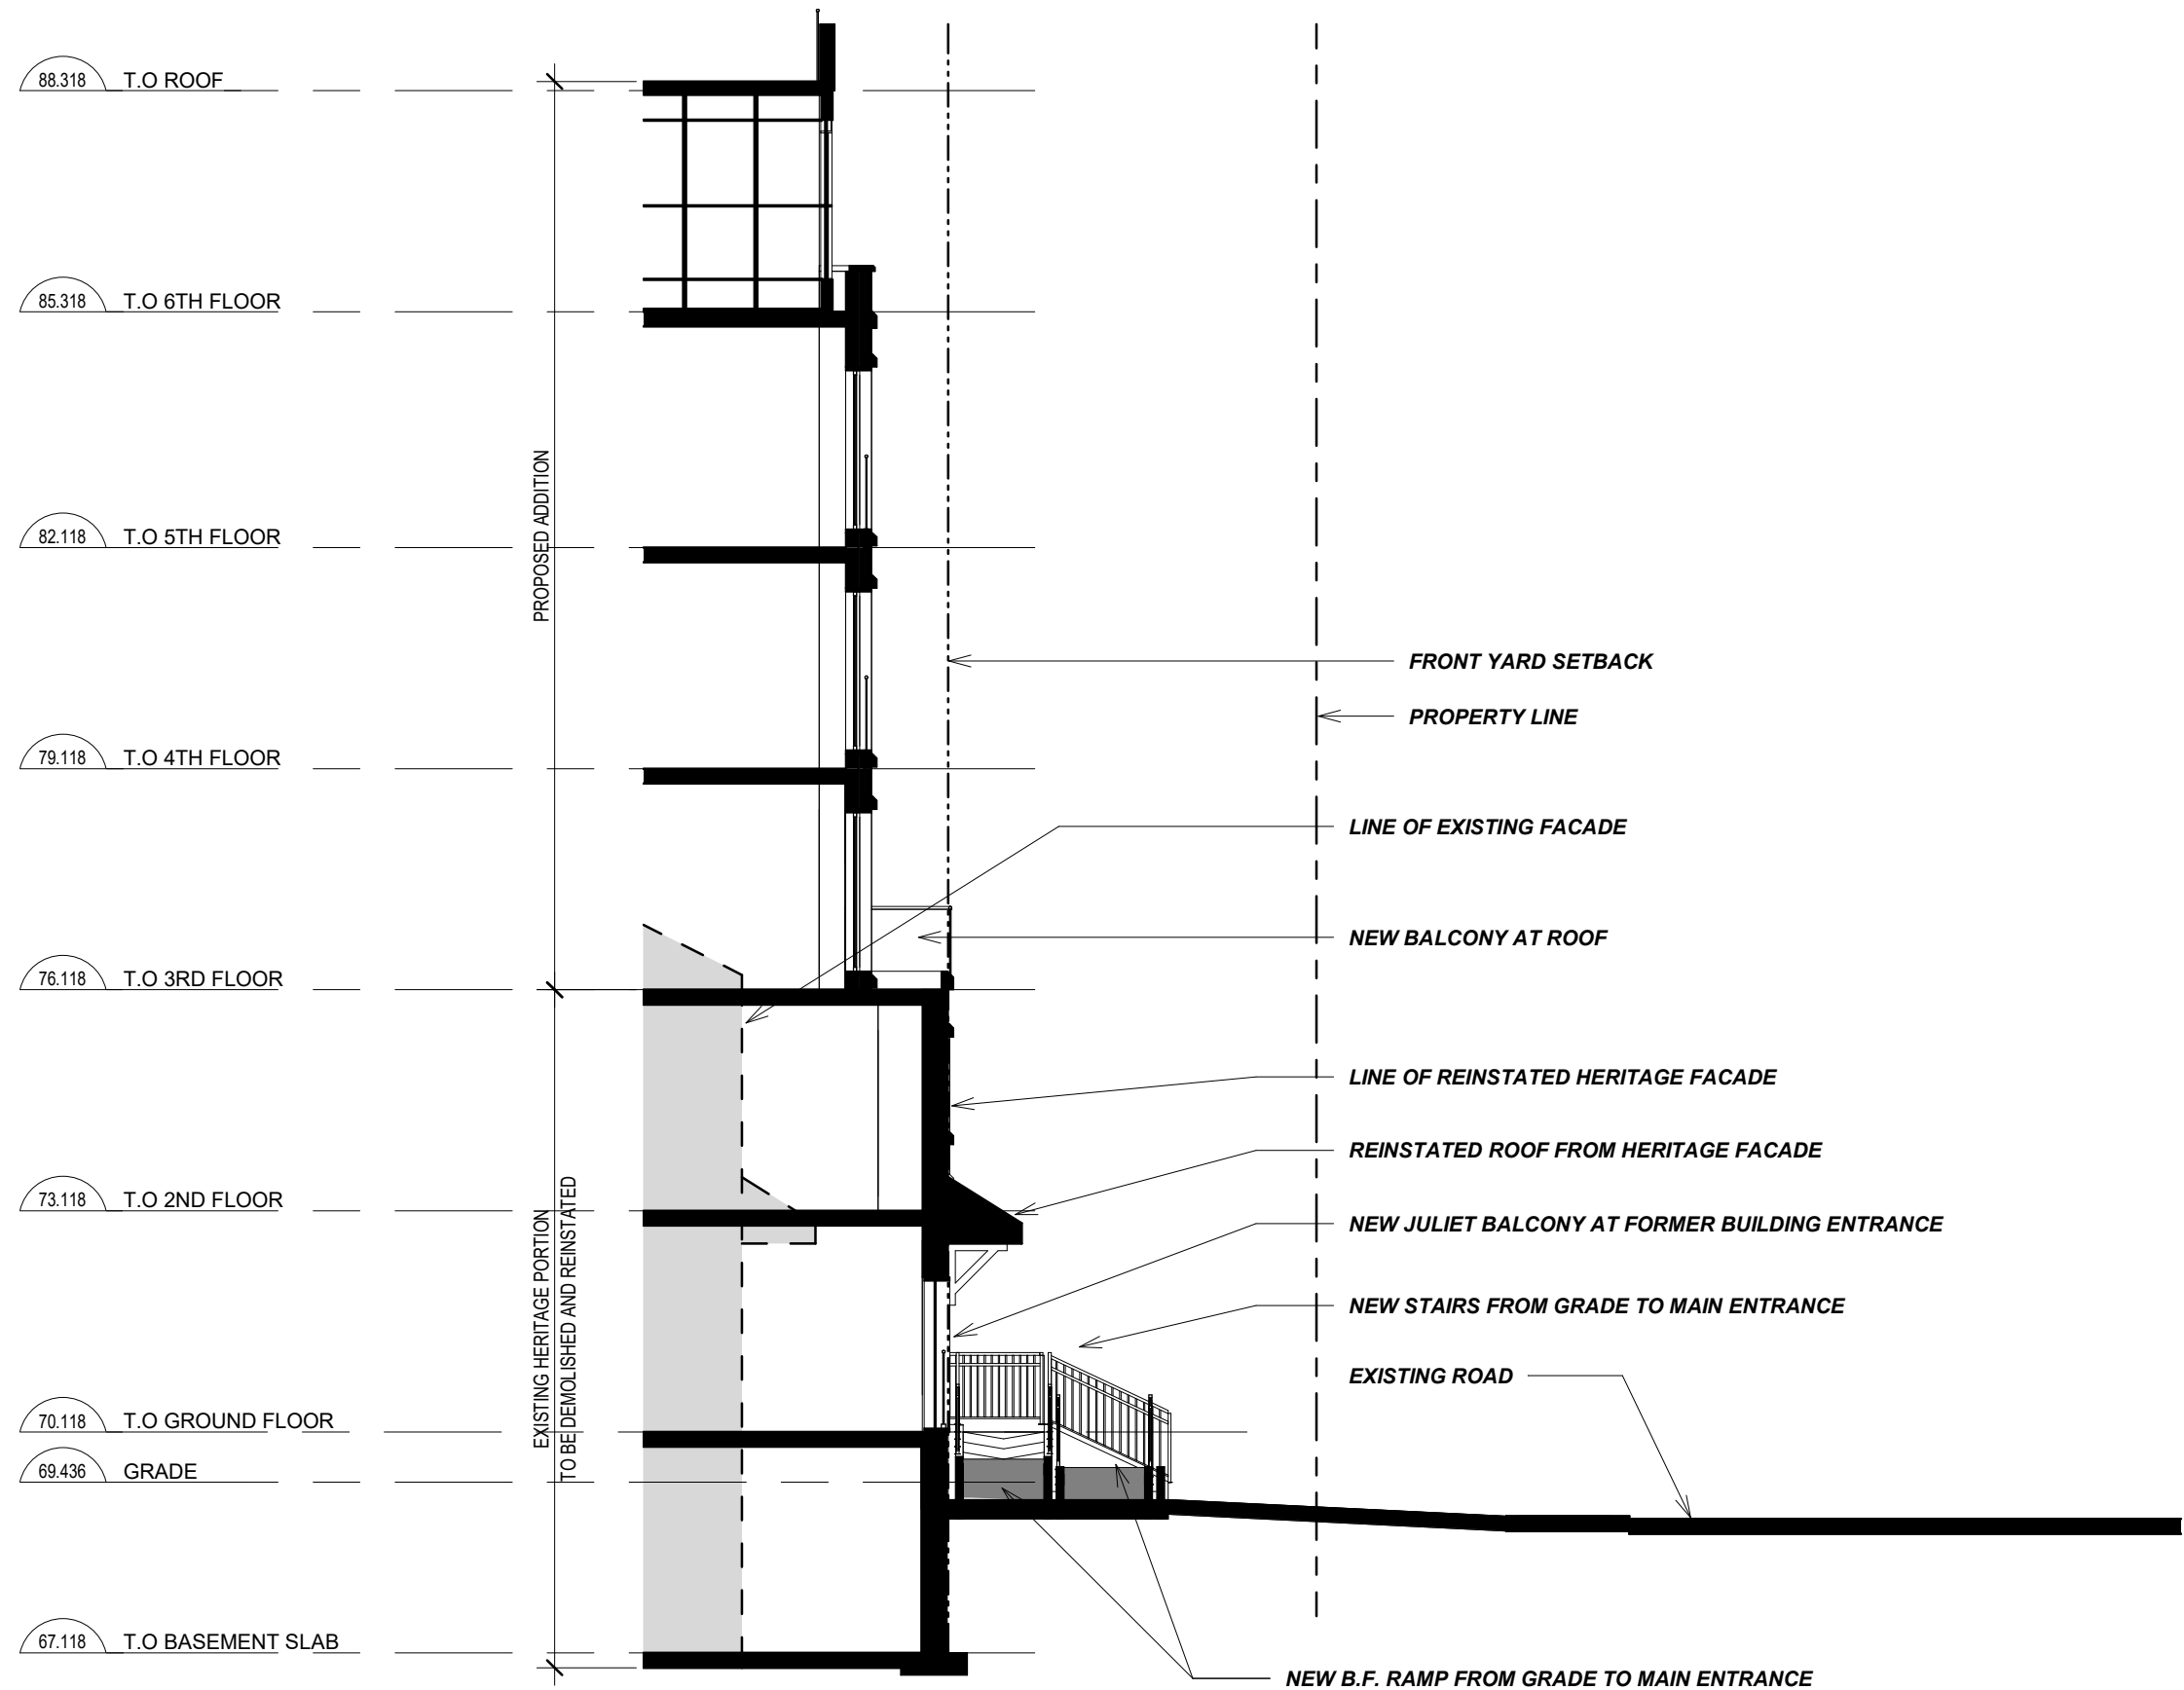 88.318 T.O ROOF
85.318 T.O 6TH FLOOR
PROPOSED ADDITION
82.118 T.O 5TH FLOOR
FRONT YARD SETBACK
PROPERTY LINE
79.118 T.O 4TH FLOOR
LINE OF EXISTING FACADE
NEW BALCONY AT ROOF
76.118 T.O 3RD FLOOR
LINE OF REINSTATED HERITAGE FACADE
REINSTATED ROOF FROM HERITAGE FACADE
73.118 T.O 2ND FLOOR
NEW JULIET BALCONY AT FORMER BUILDING ENTRANCE
EXISTING HERITAGE PORTION
TO BE DEMOLISHED AND REINSTATED
NEW STAIRS FROM GRADE TO MAIN ENTRANCE
EXISTING ROAD
70.118 T.O GROUND FLOOR
69.436 GRADE
67.118 T.O BASEMENT SLAB
NEW B.F. RAMP FROM GRADE TO MAIN ENTRANCE